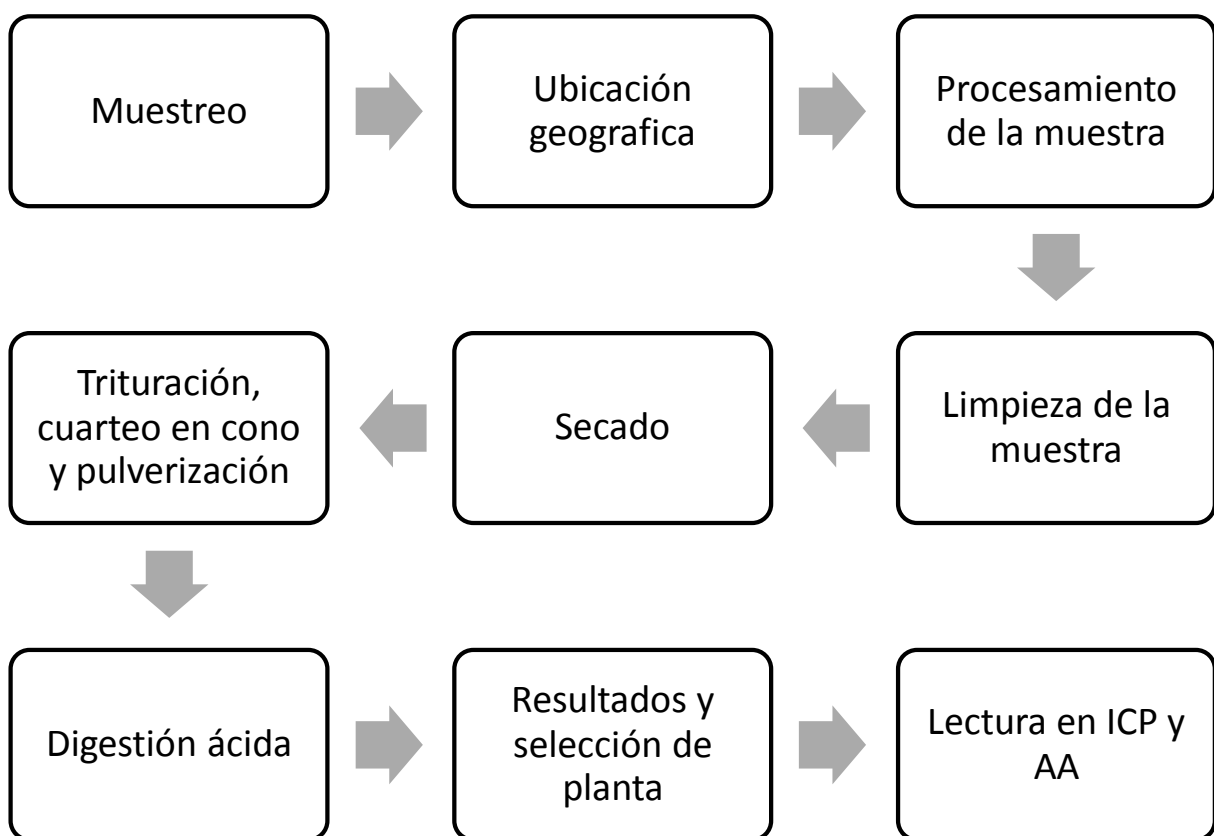 Muestreo
Ubicación
geografica
Procesamiento
de la muestra
Limpieza de la
muestra
Secado
Trituración,
cuarteo en cono
y pulverización
Digestión ácida
Resultados y
selección de
planta
Lectura en ICP y
AA